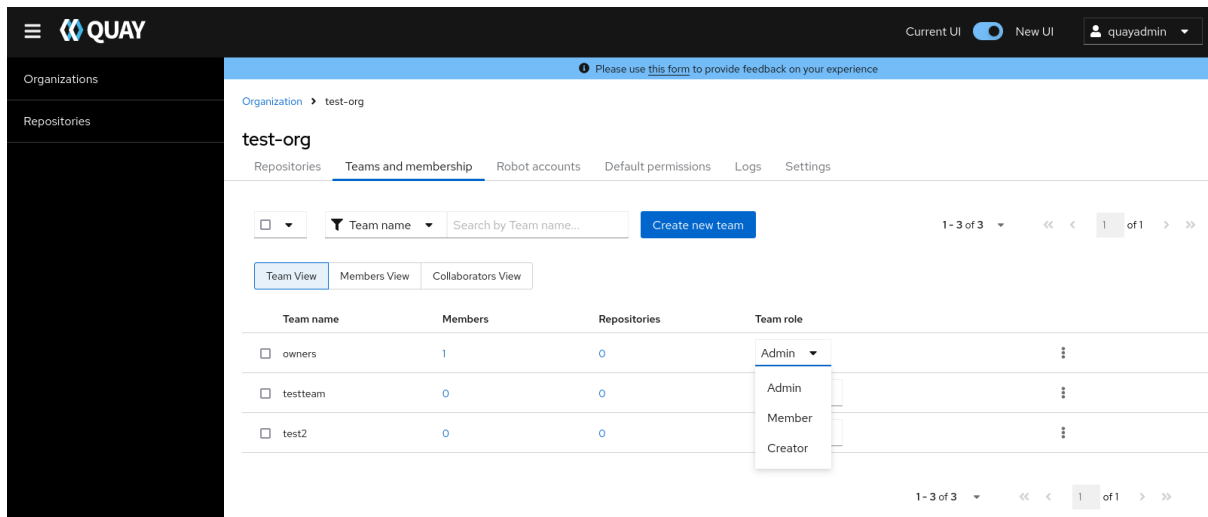 QUAY
Current UI New UI quayadmin
Organizations
Repositories
Please use this form to provide feedback on your experience
Organization > test-org
test-org
Repositories Teams and membership Robot accounts Default permissions Logs Settings
Team name Search by Team name... Create new team 1 - 3 of 3 1 of 1
Team View Members View Collaborators View
Team name Members Repositories Team role
owners 1 0 Admin
Admin
testteam 0 0
Member
test2 0 0
Creator
1 - 3 of 3 1 of 1